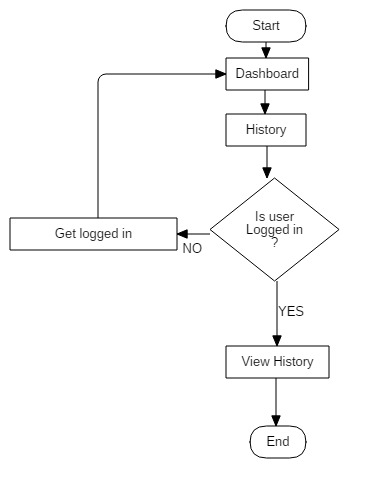 Start
Dashboard
History
Is user
Logged in
?
Get logged in
NO
YES
View History
End